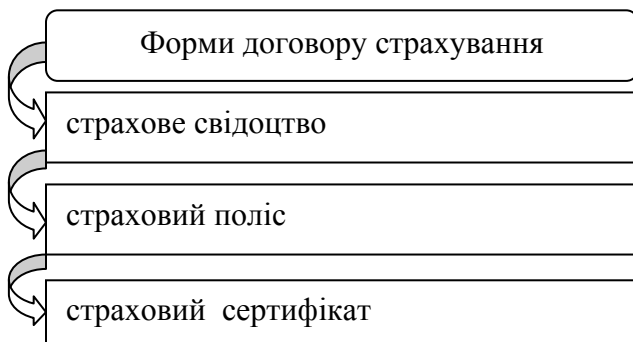 Форми договору страхування
страхове свідоцтво
страховий поліс
страховий сертифікат